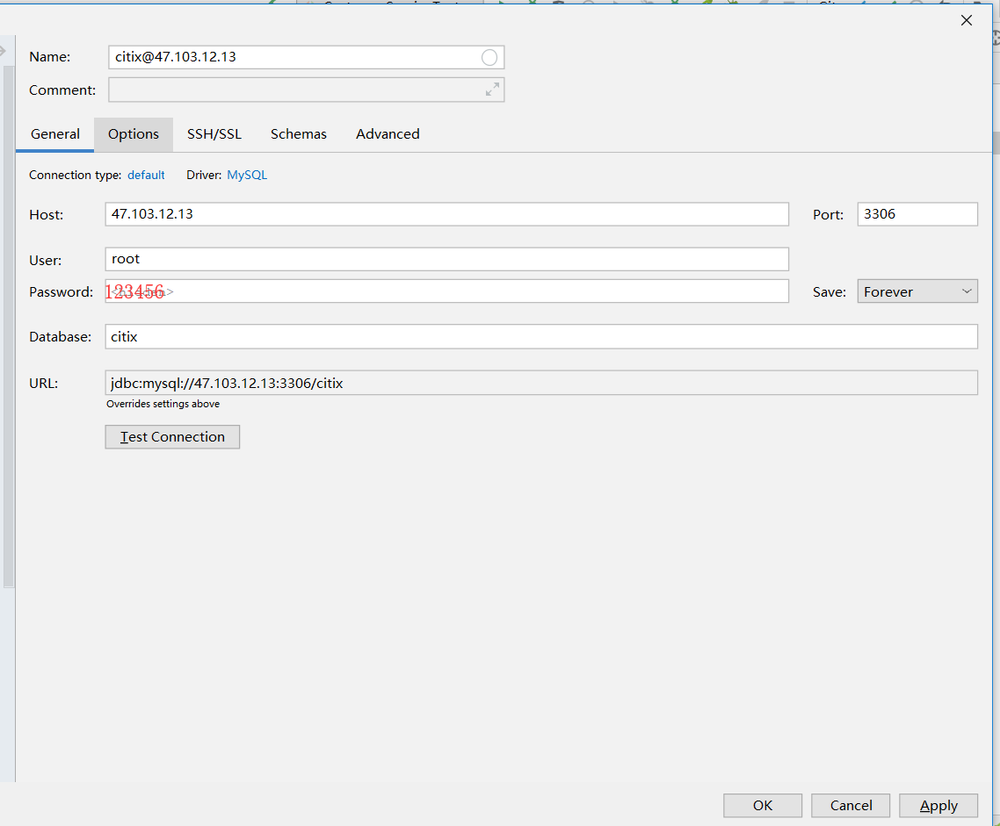 Name: citix@47.103.12.13
Comment:
General Options SSH/SSL Schemas Advanced
Connection type: default Driver: MySQL
Host: 47.103.12.13 Port: 3306
User: root
Password: 123456 Save: Forever
Database: citix
URL: jdbc:mysql://47.103.12.13:3306/citix
Overrides settings above
Test Connection
OK Cancel Apply